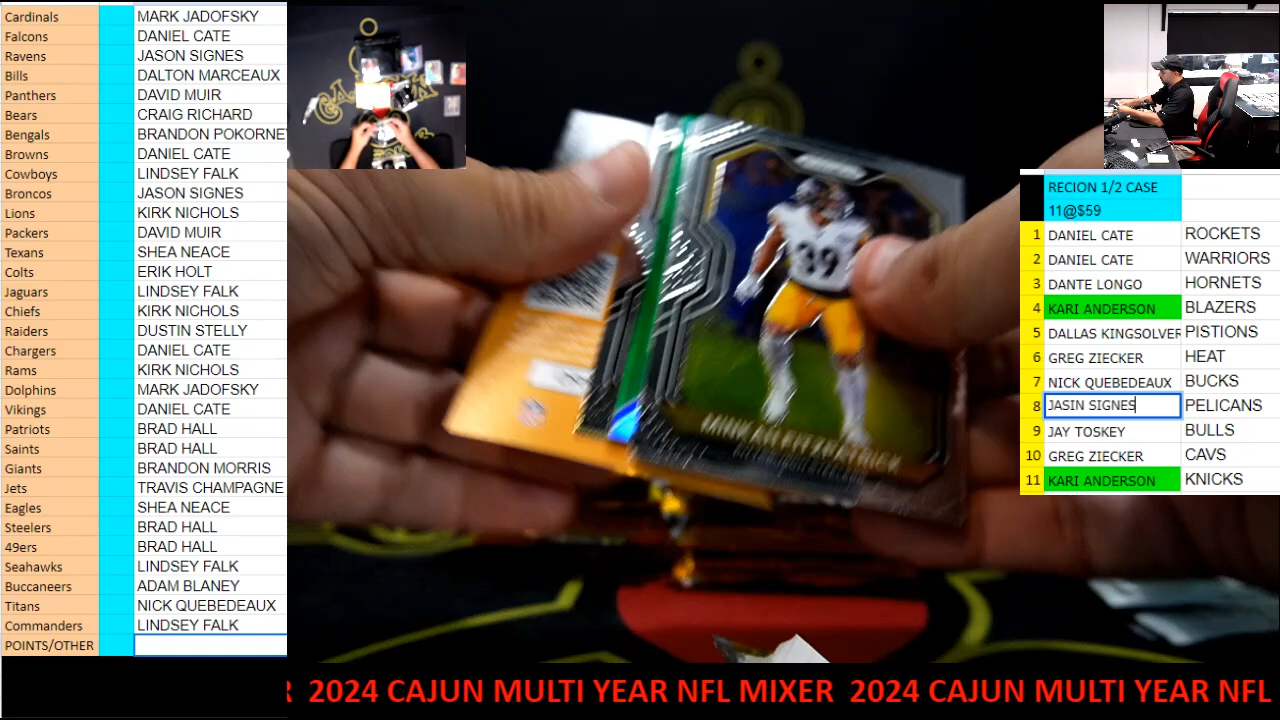 Cardinals MARK JADOFSKY
Falcons DANIEL CATE
Ravens JASON SIGNES
Bills DALTON MARCEAUX
Panthers DAVID MUIR
Bears CRAIG RICHARD
Bengals BRANDON POKORNEY
Browns DANIEL CATE
Cowboys LINDSEY FALK
Broncos JASON SIGNES
Lions KIRK NICHOLS
Packers DAVID MUIR
Texans SHEA NEACE
Colts ERIK HOLT
Jaguars LINDSEY FALK
Chiefs KIRK NICHOLS
Raiders DUSTIN STELLY
Chargers DANIEL CATE
Rams KIRK NICHOLS
Dolphins MARK JADOFSKY
Vikings DANIEL CATE
Patriots BRAD HALL
Saints BRAD HALL
Giants BRANDON MORRIS
Jets TRAVIS CHAMPAGNE
Eagles SHEA NEACE
Steelers BRAD HALL
49ers BRAD HALL
Seahawks LINDSEY FALK
Buccaneers ADAM BLANEY
Titans NICK QUEBEDEAUX
Commanders LINDSEY FALK
POINTS/OTHER
39
MINKAH FITZPATRICK
RECION 1/2 CASE
11@$59
1 DANIEL CATE ROCKETS
2 DANIEL CATE WARRIORS
3 DANTE LONGO HORNETS
4 KARI ANDERSON BLAZERS
5 DALLAS KINGSOLVER PISTIONS
6 GREG ZIECKER HEAT
7 NICK QUEBEDEAUX BUCKS
8 JASIN SIGNES PELICANS
9 JAY TOSKEY BULLS
10 GREG ZIECKER CAVS
11 KARI ANDERSON KNICKS
R 2024 CAJUN MULTI YEAR NFL MIXER 2024 CAJUN MULTI YEAR NFL